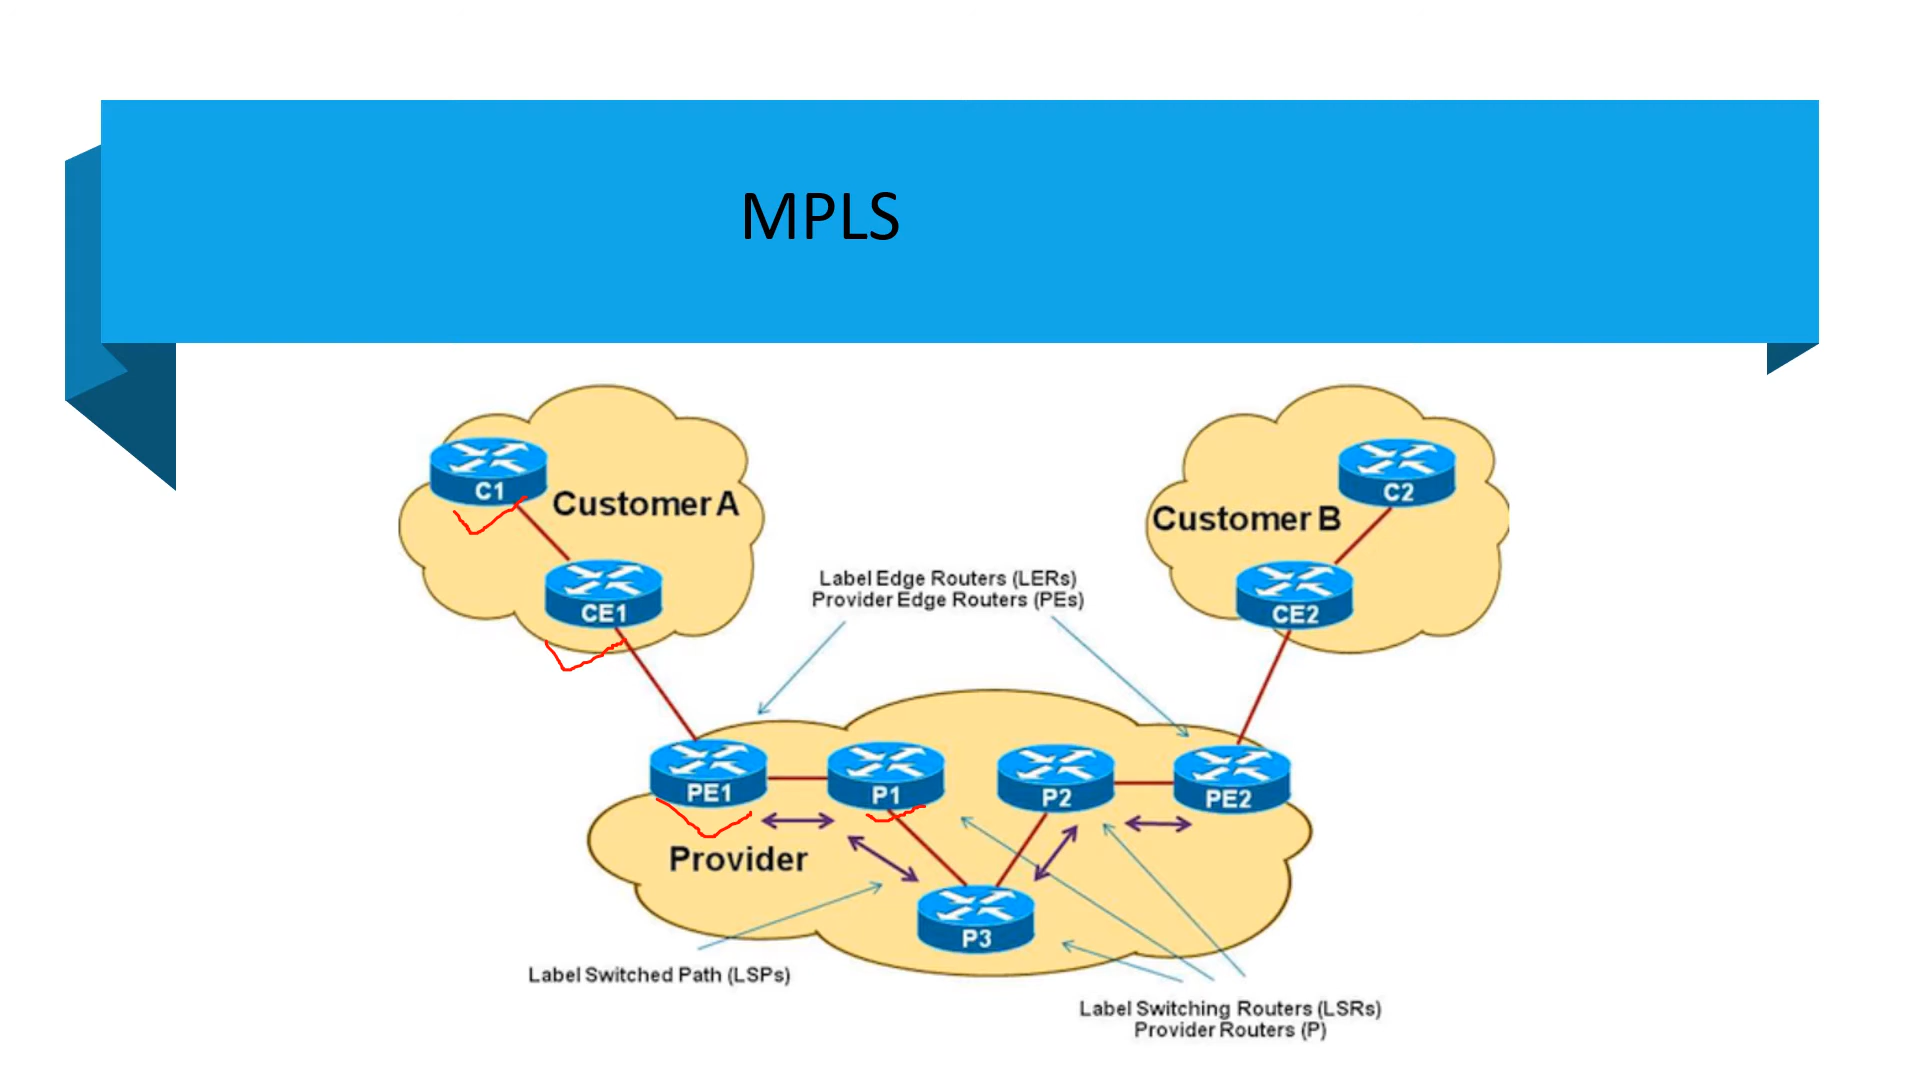 MPLS
C1
Customer A
CE1
C2
Customer B
CE2
Label Edge Routers (LERs)
Provider Edge Routers (PEs)
PE1
P1
P2
PE2
Provider
P3
Label Switched Path (LSPs)
Label Switching Routers (LSRs)
Provider Routers (P)